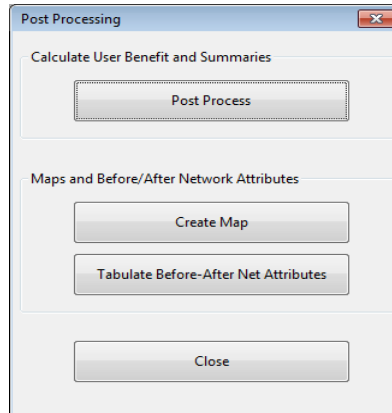 Post Processing
Calculate User Benefit and Summaries
Post Process
Maps and Before/After Network Attributes
Create Map
Tabulate Before-After Net Attributes
Close